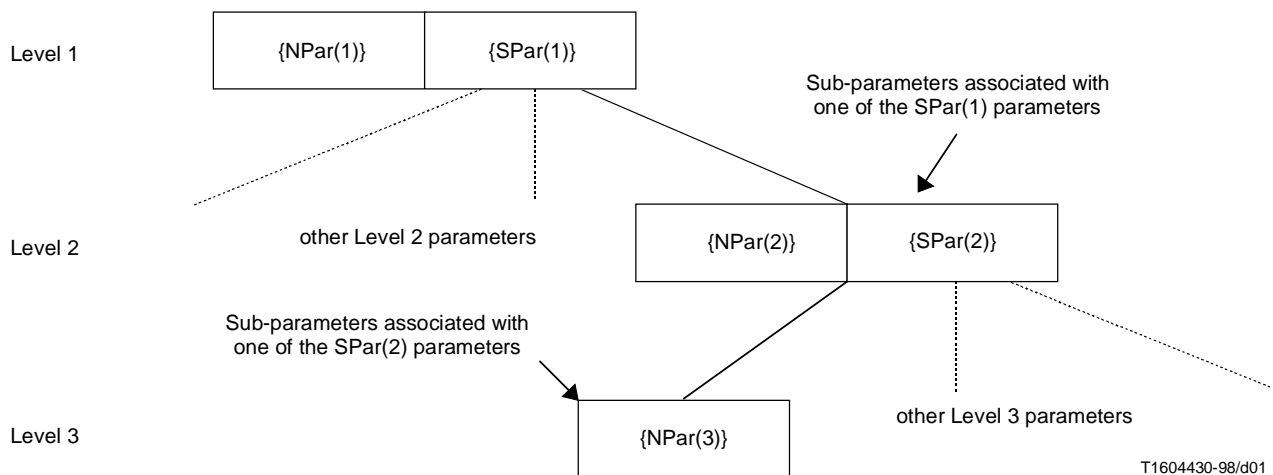 Level 1
{NPar(1)}
{SPar(1)}
Sub-parameters associated with
one of the SPar(1) parameters
Level 2
other Level 2 parameters
{NPar(2)}
{SPar(2)}
Sub-parameters associated with
one of the SPar(2) parameters
Level 3
{NPar(3)}
other Level 3 parameters
T1604430-98/d01